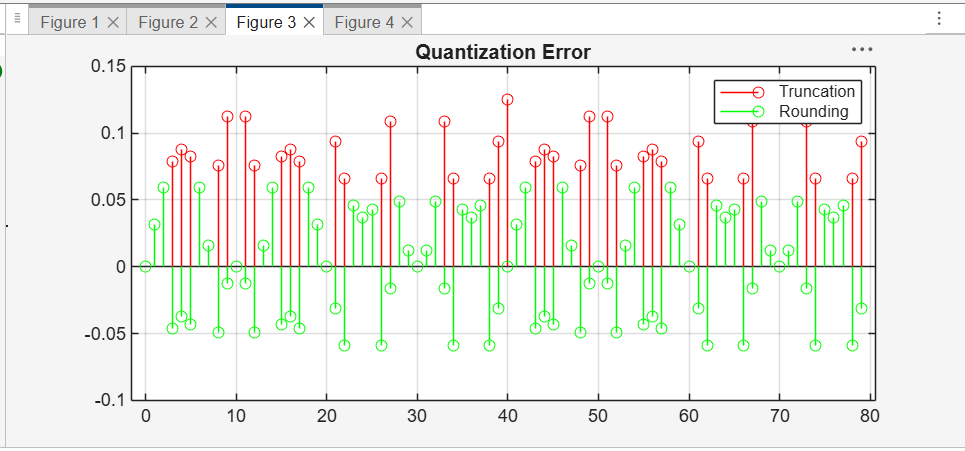 Figure 1 Figure 2 Figure 3 Figure 4
Quantization Error
0.15
0.1
0.05
0
-0.05
-0.1
0 10 20 30 40 50 60 70 80
Truncation
Rounding